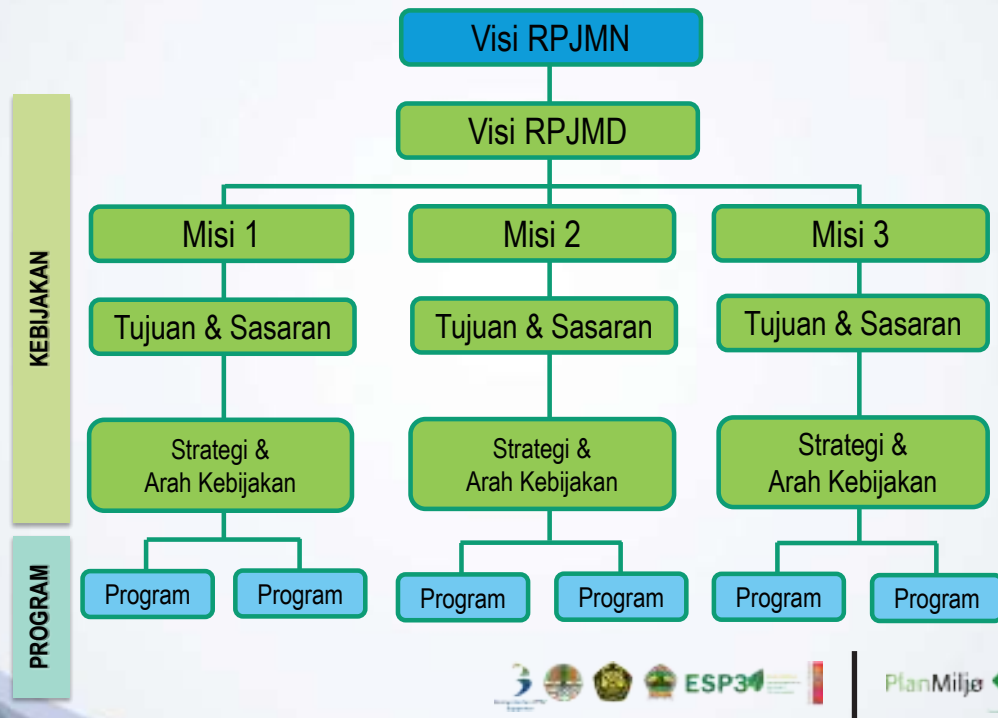 Visi RPJMN
Visi RPJMD
KEBIJAKAN
Misi 1
Misi 2
Misi 3
Tujuan & Sasaran
Tujuan & Sasaran
Tujuan & Sasaran
Strategi &
Arah Kebijakan
Strategi &
Arah Kebijakan
Strategi &
Arah Kebijakan
PROGRAM
Program
Program
Program
Program
Program
Program
ESP3
PlanMiljø